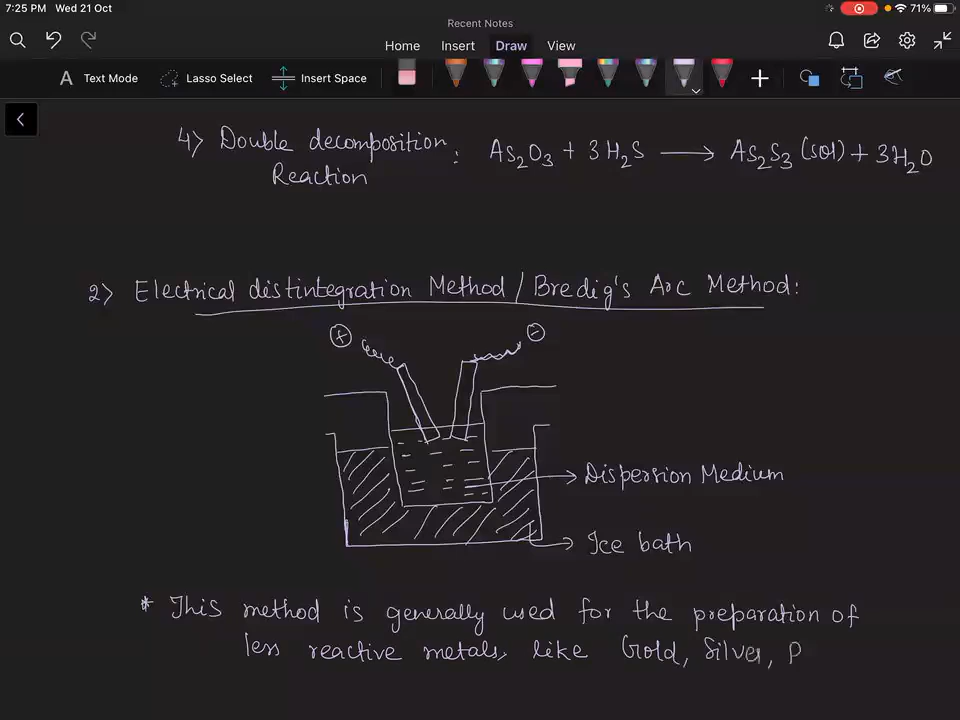 7:25 PM Wed 21 Oct
71%
Recent Notes
Home Insert Draw View
A Text Mode Lasso Select Insert Space
4) Double decomposition Reaction : As2O3 + 3H2S ⟶ As2S3 (sol) + 3H2O
2) Electrical distintegration Method / Bredig's Arc Method:
+ -
Dispersion Medium
Ice bath
* This method is generally used for the preparation of
less reactive metals, like Gold, Silver, P